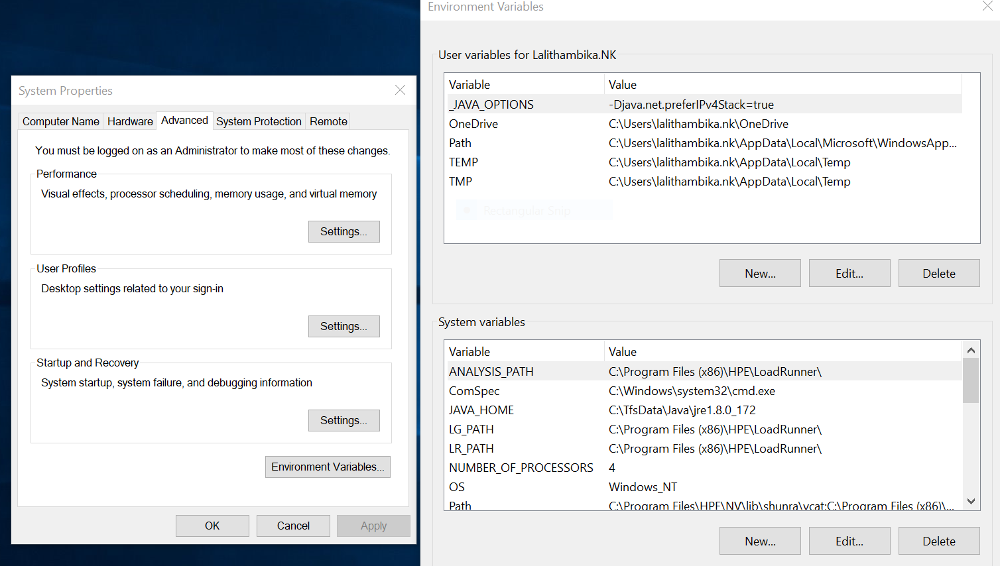 System Properties
Computer Name Hardware Advanced System Protection Remote
You must be logged on as an Administrator to make most of these changes.
Performance
Visual effects, processor scheduling, memory usage, and virtual memory
Settings...
User Profiles
Desktop settings related to your sign-in
Settings...
Startup and Recovery
System startup, system failure, and debugging information
Settings...
Environment Variables...
OK Cancel Apply
Environment Variables
User variables for Lalithambika.NK
Variable Value
_JAVA_OPTIONS -Djava.net.preferIPv4Stack=true
OneDrive C:\Users\lalithambika.nk\OneDrive
Path C:\Users\lalithambika.nk\AppData\Local\Microsoft\WindowsApp...
TEMP C:\Users\lalithambika.nk\AppData\Local\Temp
TMP C:\Users\lalithambika.nk\AppData\Local\Temp
Rectangular Snip
New... Edit... Delete
System variables
Variable Value
ANALYSIS_PATH C:\Program Files (x86)\HPE\LoadRunner\
ComSpec C:\Windows\system32\cmd.exe
JAVA_HOME C:\TfsData\Java\jre1.8.0_172
LG_PATH C:\Program Files (x86)\HPE\LoadRunner\
LR_PATH C:\Program Files (x86)\HPE\LoadRunner\
NUMBER_OF_PROCESSORS 4
OS Windows_NT
Path C:\Program Files\HPE\NV\lib\shunra\vcat;C:\Program Files (x86)\...
New... Edit... Delete